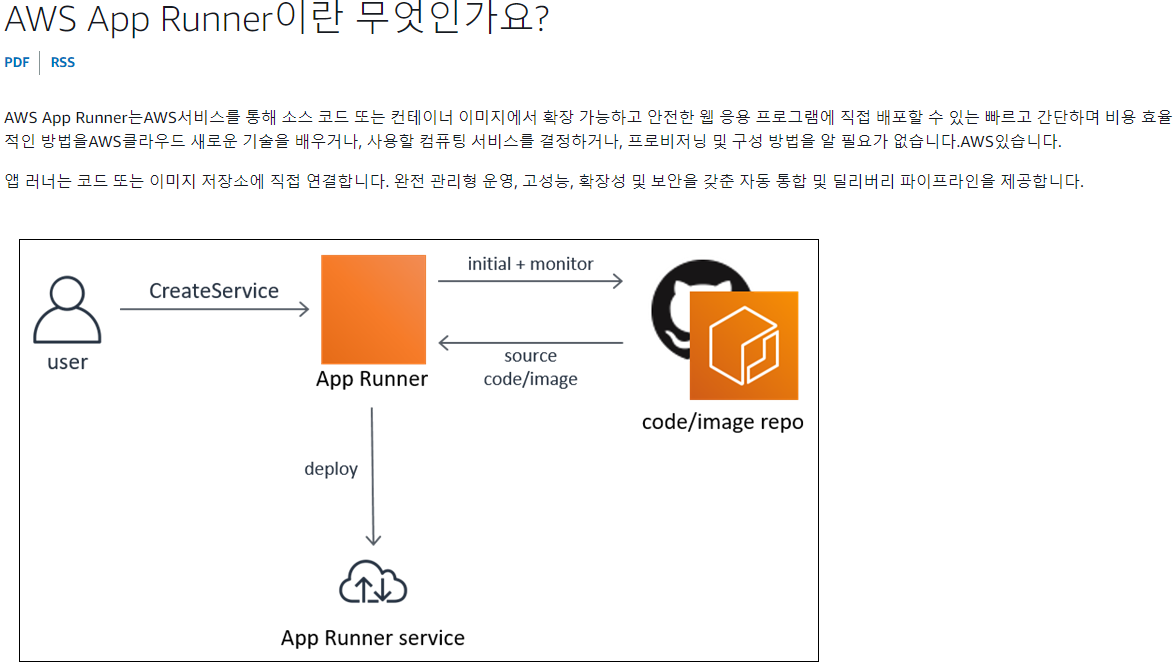 AWS App Runner이란 무엇인가요?
PDF RSS
AWS App Runner는AWS서비스를 통해 소스 코드 또는 컨테이너 이미지에서 확장 가능하고 안전한 웹 응용 프로그램에 직접 배포할 수 있는 빠르고 간단하며 비용 효율
적인 방법을AWS클라우드 새로운 기술을 배우거나, 사용할 컴퓨팅 서비스를 결정하거나, 프로비저닝 및 구성 방법을 알 필요가 없습니다.AWS있습니다.
앱 러너는 코드 또는 이미지 저장소에 직접 연결합니다. 완전 관리형 운영, 고성능, 확장성 및 보안을 갖춘 자동 통합 및 딜리버리 파이프라인을 제공합니다.
initial + monitor
CreateService
source
code/image
user
App Runner
code/image repo
deploy
App Runner service